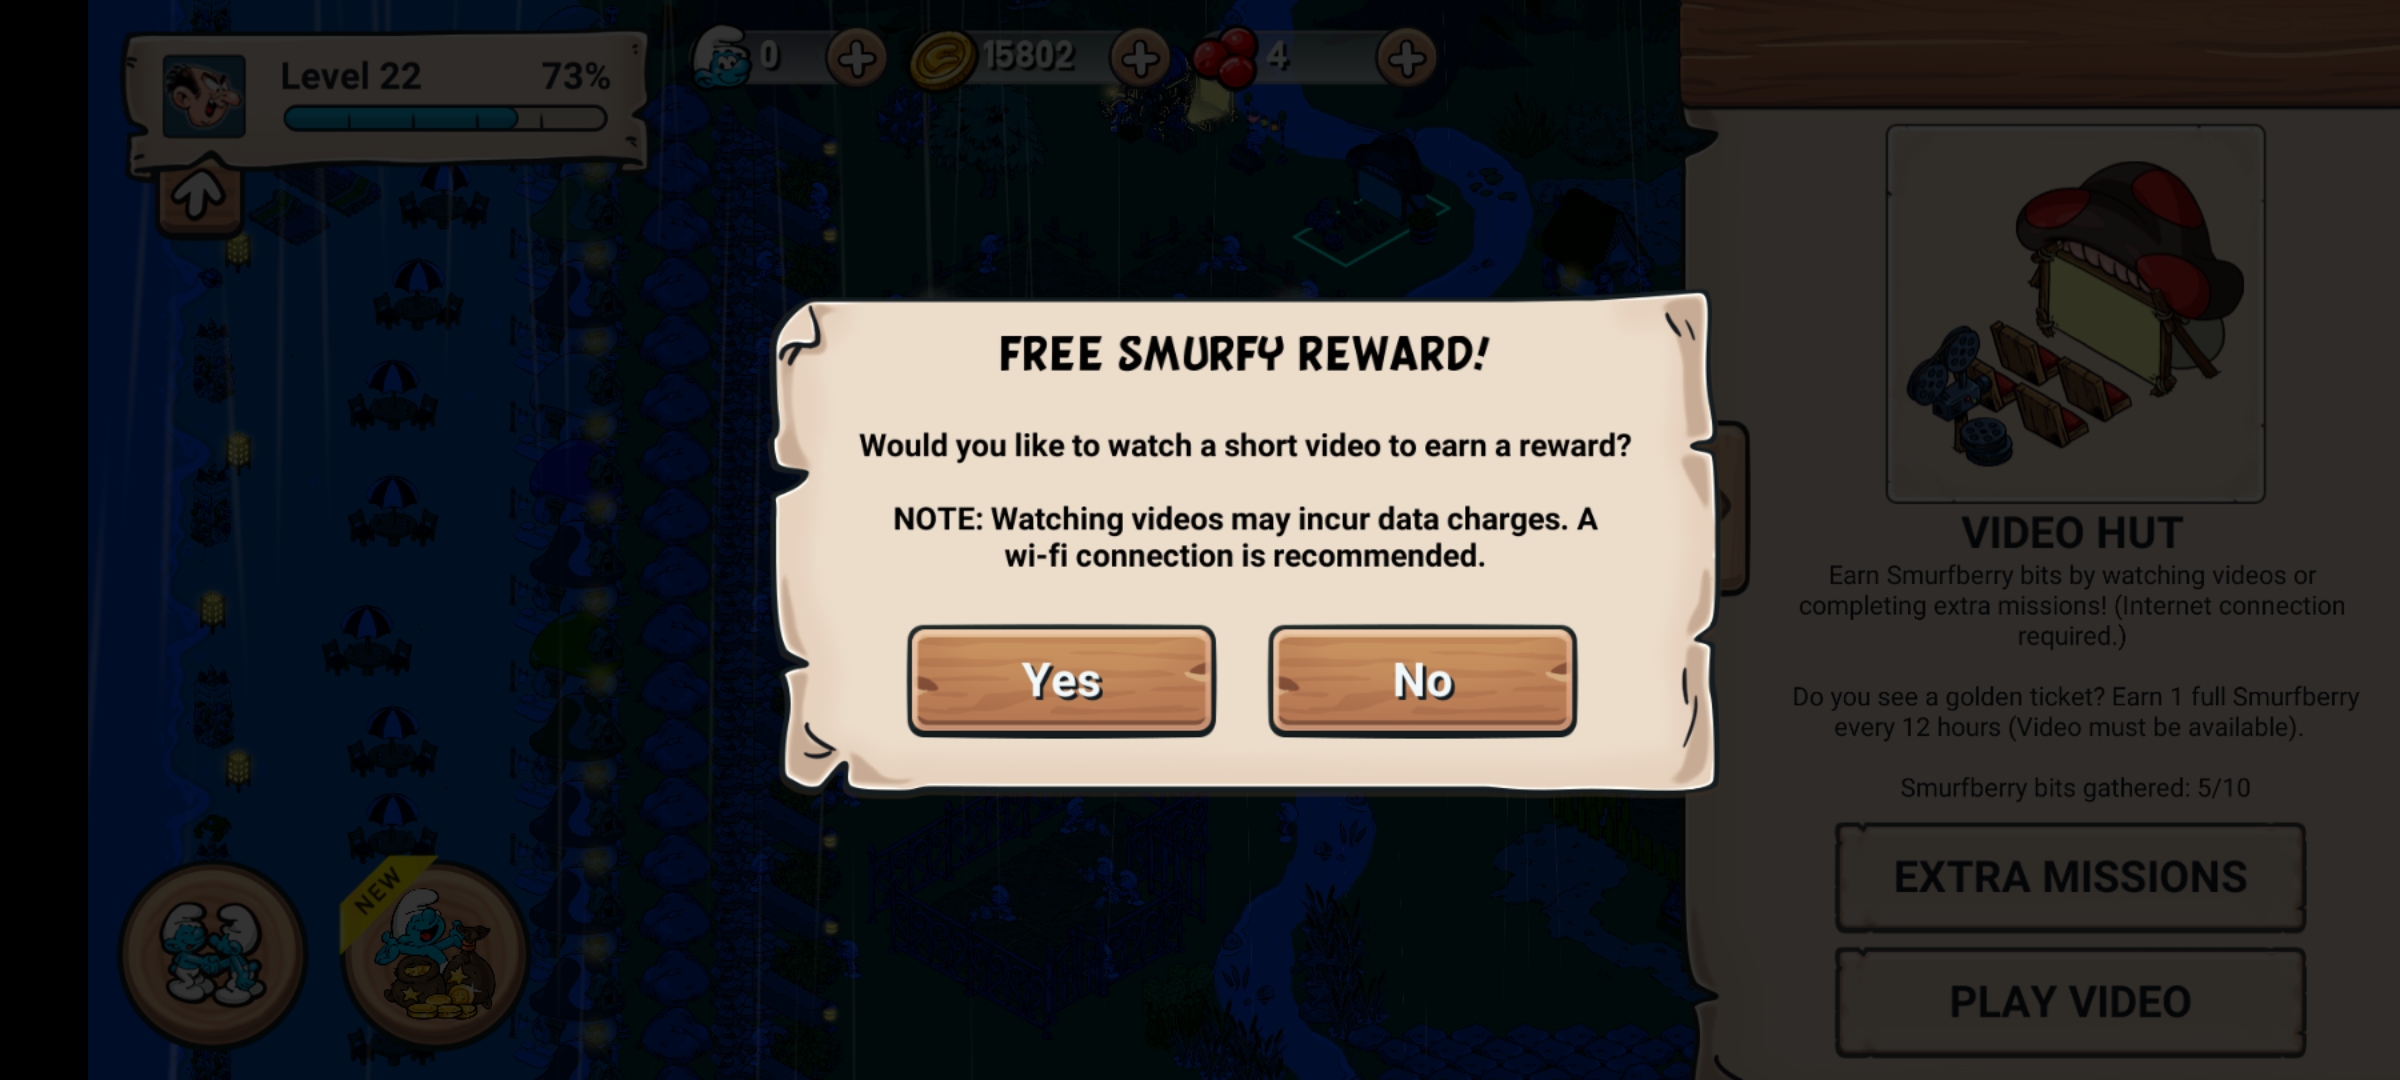 Level 22 73%
0
15802
4
FREE SMURFY REWARD!
Would you like to watch a short video to earn a reward?
NOTE: Watching videos may incur data charges. A
wi-fi connection is recommended.
Yes
No
VIDEO HUT
Earn Smurfberry bits by watching videos or
completing extra missions! (Internet connection
required.)
Do you see a golden ticket? Earn 1 full Smurfberry
every 12 hours (Video must be available).
Smurfberry bits gathered: 5/10
EXTRA MISSIONS
PLAY VIDEO
NEW